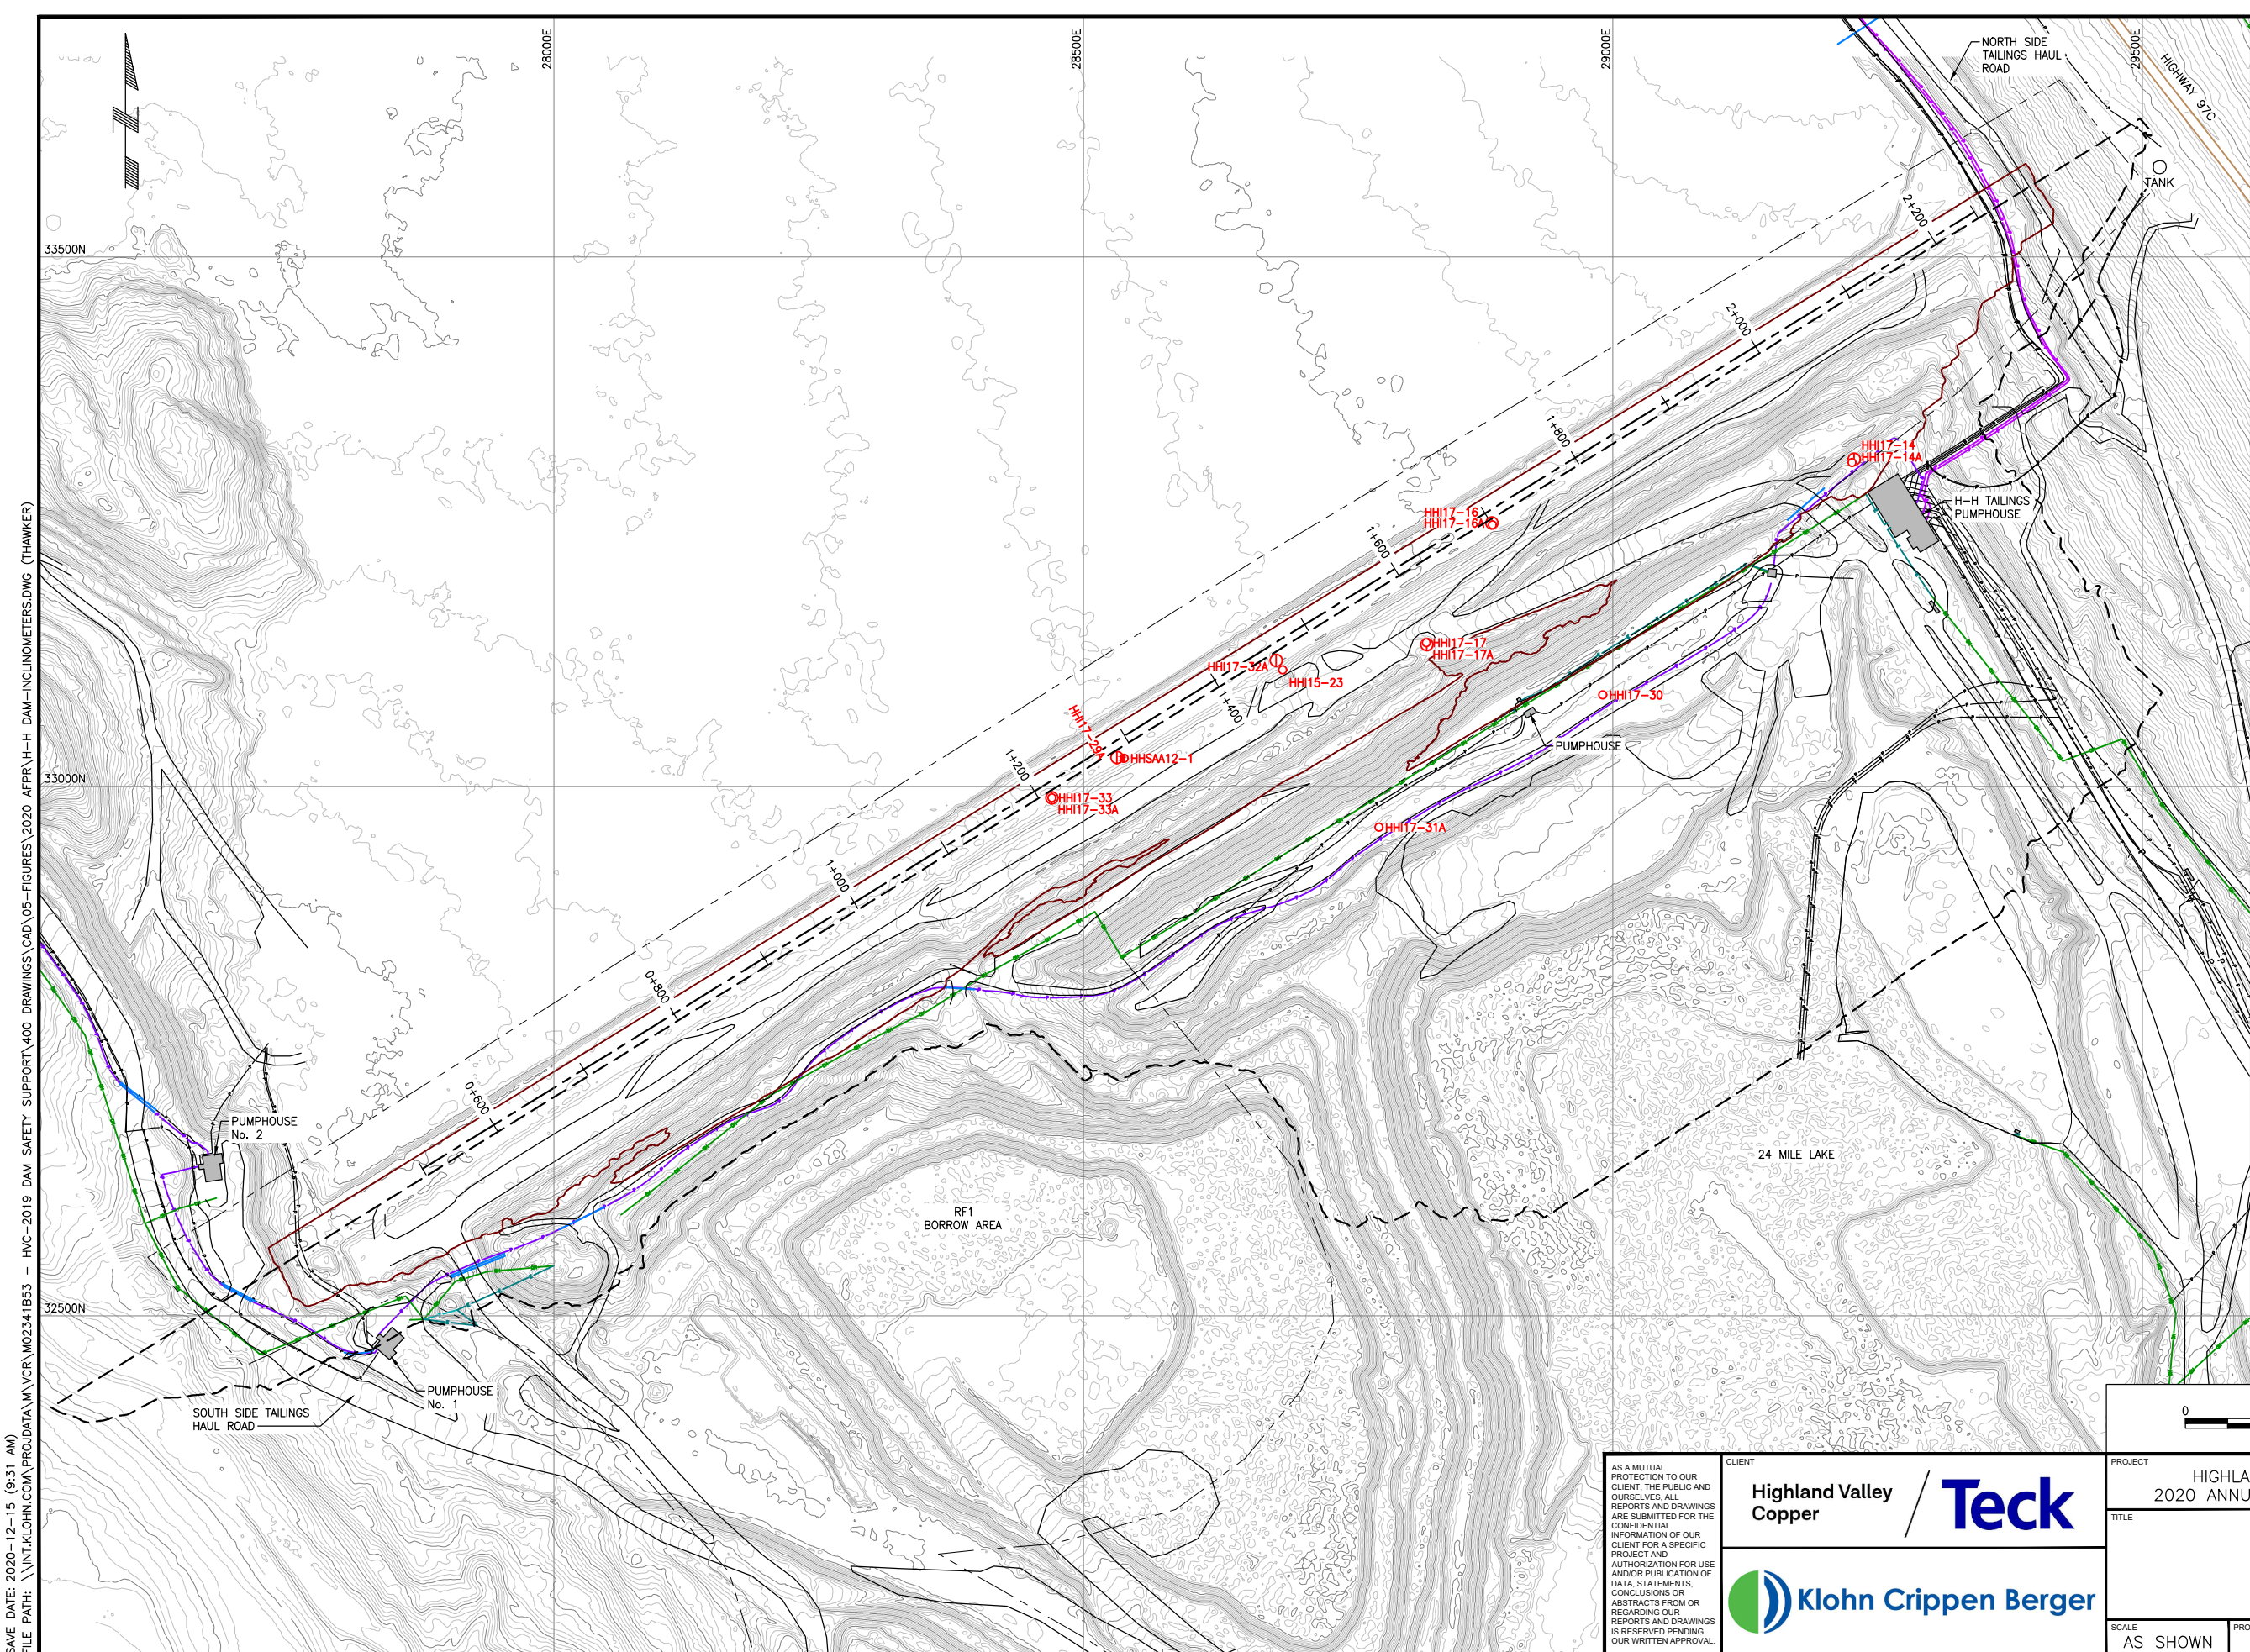 28000E
28500E
29000E
29500E
NORTH SIDE
TAILINGS HAUL
ROAD
HIGHWAY 97C
TANK
33500N
2+200
2+000
1+800
HHI17-14
HHI17-14A
H-H TAILINGS
PUMPHOUSE
HHI17-16
HHI17-16A
1+600
HHI17-17
HHI17-17A
HHI17-32A
HHI15-23
HHI17-30
1+400
HHI17-29A
HHSAA12-1
PUMPHOUSE
1+200
33000N
HHI17-33
HHI17-33A
HHI17-31A
1+000
0+800
0+600
PUMPHOUSE
No. 2
24 MILE LAKE
RF1
BORROW AREA
32500N
PUMPHOUSE
No. 1
SOUTH SIDE TAILINGS
HAUL ROAD
SAVE DATE: 2020-12-15 (9:31 AM)
FILE PATH: \\INT.KLOHN.COM\PROJDATA\M\VCR\M02341B53 - HVC-2019 DAM SAFETY SUPPORT\400 DRAWINGS\CAD\05-FIGURES\2020 AFPR\H-H DAM-INCLINOMETERS.DWG (THAWKER)
0
AS A MUTUAL
PROTECTION TO OUR
CLIENT, THE PUBLIC AND
OURSELVES, ALL
REPORTS AND DRAWINGS
ARE SUBMITTED FOR THE
CONFIDENTIAL
INFORMATION OF OUR
CLIENT FOR A SPECIFIC
PROJECT AND
AUTHORIZATION FOR USE
AND/OR PUBLICATION OF
DATA, STATEMENTS,
CONCLUSIONS OR
ABSTRACTS FROM OR
REGARDING OUR
REPORTS AND DRAWINGS
IS RESERVED PENDING
OUR WRITTEN APPROVAL.
CLIENT
Highland Valley
Copper
Teck
Klohn Crippen Berger
PROJECT
HIGHLA
2020 ANNU
TITLE
SCALE
AS SHOWN
PRO